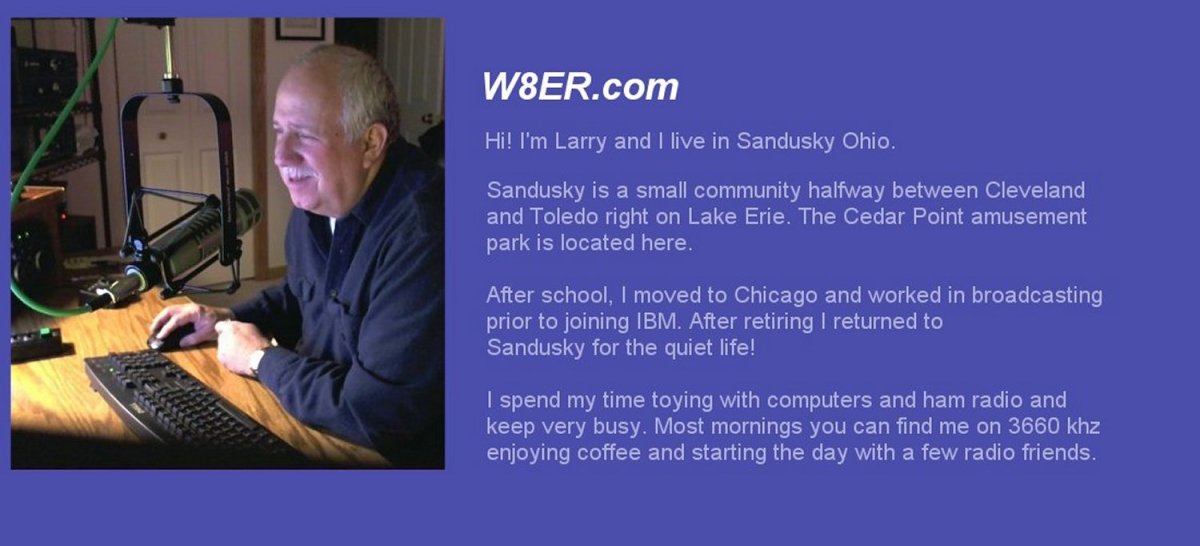 W8ER.com
Hi! I'm Larry and I live in Sandusky Ohio.
Sandusky is a small community halfway between Cleveland
and Toledo right on Lake Erie. The Cedar Point amusement
park is located here.
After school, I moved to Chicago and worked in broadcasting
prior to joining IBM. After retiring I returned to
Sandusky for the quiet life!
I spend my time toying with computers and ham radio and
keep very busy. Most mornings you can find me on 3660 khz
enjoying coffee and starting the day with a few radio friends.